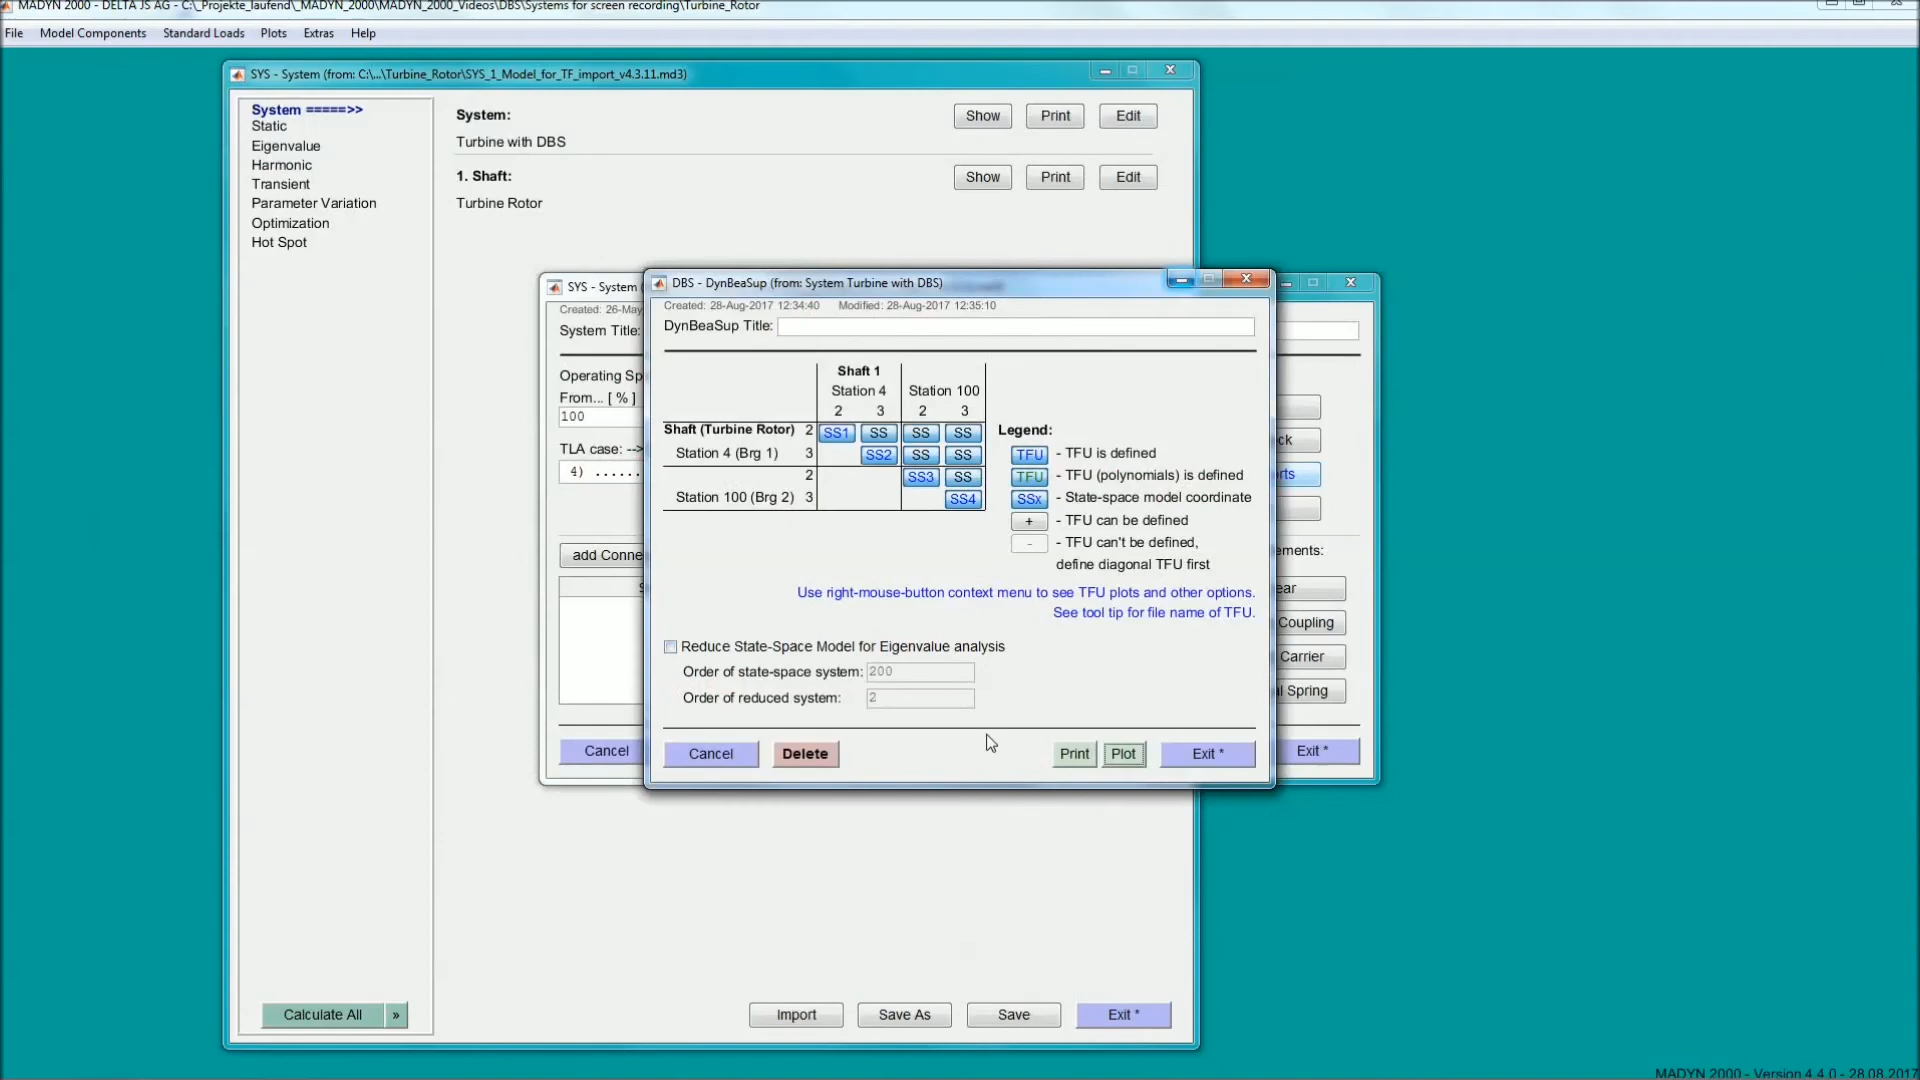 MADYN 2000 - DELTA JS AG - C:\_Projekte_laufend\_MADYN_2000\MADYN_2000_Videos\DBS\Systems for screen recording\Turbine_Rotor
File Model Components Standard Loads Plots Extras Help
SYS - System (from: C:\...\Turbine_Rotor\SYS_1_Model_for_TF_import_v4.3.11.md3)
System =====>>
Static
Eigenvalue
Harmonic
Transient
Parameter Variation
Optimization
Hot Spot
System: Show Print Edit
Turbine with DBS
1. Shaft: Show Print Edit
Turbine Rotor
SYS - System (
Created: 26-May
System Title:
Operating Sp
From... [ % ]
100
TLA case: --
4) .....
add Conne
S
Cancel
DBS - DynBeaSup (from: System Turbine with DBS)
Created: 28-Aug-2017 12:34:40 Modified: 28-Aug-2017 12:35:10
DynBeaSup Title:
Shaft 1
Station 4 Station 100
2 3 2 3
Shaft (Turbine Rotor) 2 SS1 SS SS SS
Station 4 (Brg 1) 3 SS2 SS SS
2 SS3 SS
Station 100 (Brg 2) 3 SS4
Legend:
TFU - TFU is defined
TFU - TFU (polynomials) is defined
SSx - State-space model coordinate
+ - TFU can be defined
- - TFU can't be defined,
define diagonal TFU first
Use right-mouse-button context menu to see TFU plots and other options.
See tool tip for file name of TFU.
Reduce State-Space Model for Eigenvalue analysis
Order of state-space system: 200
Order of reduced system: 2
Cancel Delete Print Plot Exit *
ck
rts
ements:
ear
Coupling
Carrier
l Spring
Exit *
Calculate All »
Import Save As Save Exit *
MADYN 2000 - Version 4.4.0 - 28.08.2017